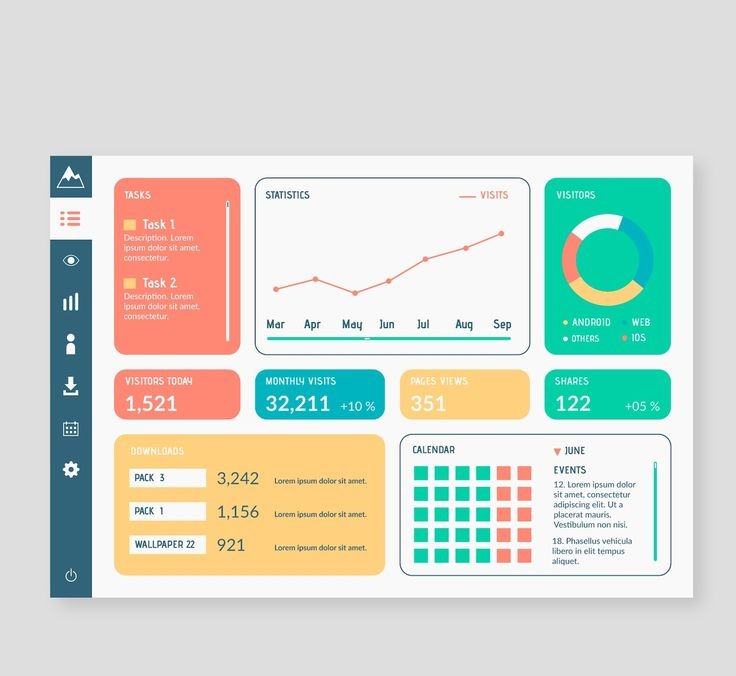 TASKS
Task 1
Description. Lorem
ipsum dolor sit amet,
consectetur.
Task 2
Description. Lorem
ipsum dolor sit amet,
consectetur.
STATISTICS
VISITS
Mar Apr May Jun Jul Aug Sep
VISITORS
ANDROID WEB
OTHERS IOS
VISITORS TODAY
1,521
MONTHLY VISITS
32,211 +10 %
PAGES VIEWS
351
SHARES
122 +05 %
DOWNLOADS
PACK 3 3,242 Lorem ipsum dolor sit amet.
PACK 1 1,156 Lorem ipsum dolor sit amet.
WALLPAPER 22 921 Lorem ipsum dolor sit amet.
CALENDAR
JUNE
EVENTS
12. Lorem ipsum dolor
sit amet, consectetur
adipiscing elit. Ut a
placerat mauris.
Vestibulum non nisi.
18. Phasellus vehicula
libero in elit tempus
aliquet.